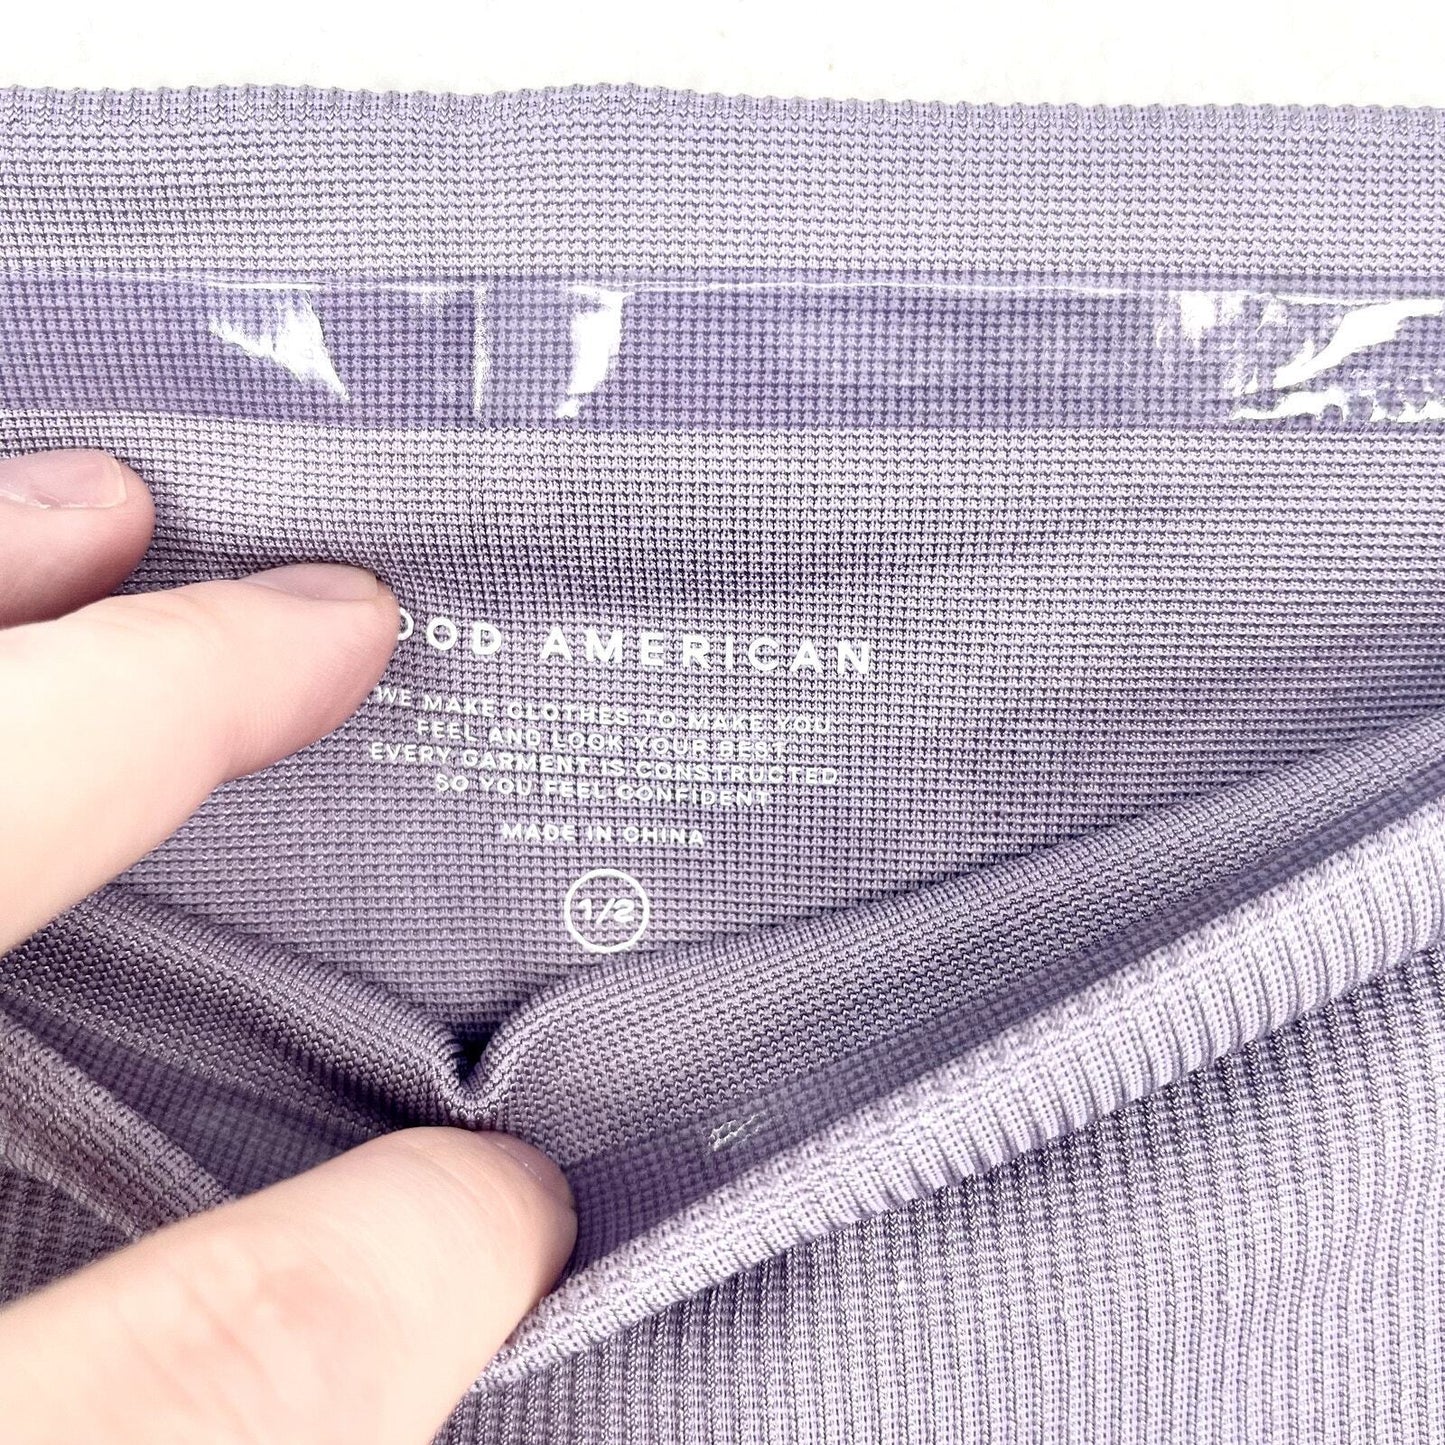 OOD AMERICAN
WE MAKE CLOTHES TO MAKE YOU
FEEL AND LOOK YOUR BEST
EVERY GARMENT IS CONSTRUCTED
SO YOU FEEL CONFIDENT
MADE IN CHINA
1/2